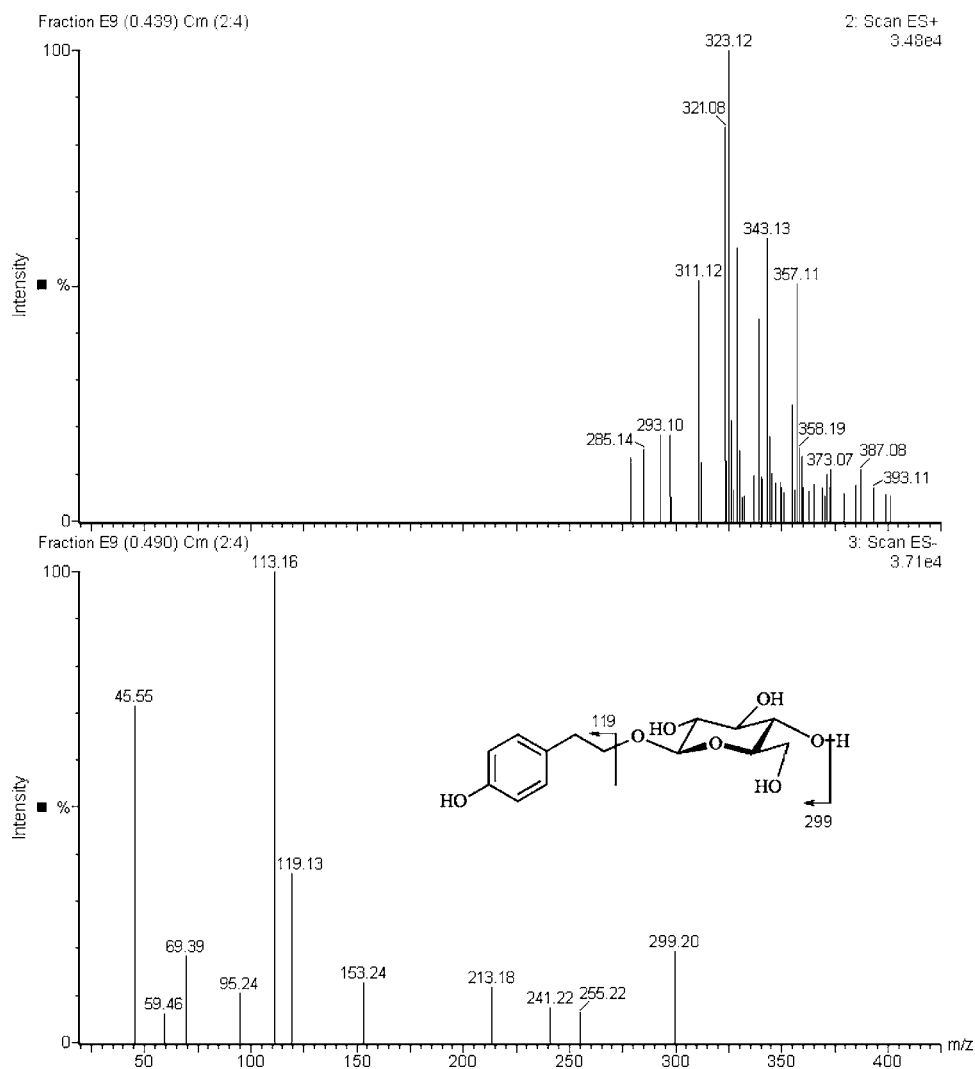 Fraction E9 (0.439) Cm (2:4)
2: Scan ES+
3.48e4
100
323.12
321.08
343.13
311.12
357.11
Intensity
%
285.14
293.10
358.19
373.07
387.08
393.11
0
Fraction E9 (0.490) Cm (2:4)
3: Scan ES-
3.71e4
100
113.16
45.55
119.13
69.39
59.46
95.24
153.24
213.18
241.22
255.22
299.20
Intensity
%
OH
HO
119
O
O
OH
HO
HO
299
0
50
100
150
200
250
300
350
400
m/z